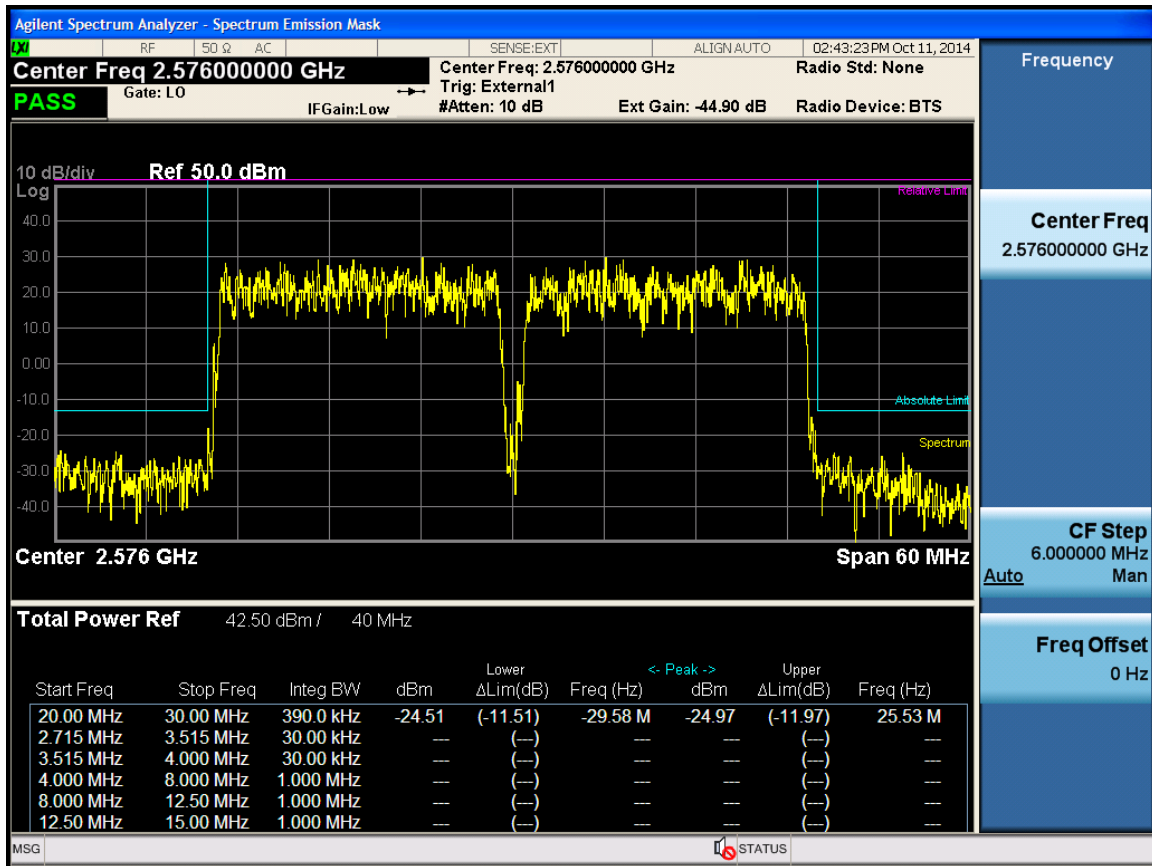 Agilent Spectrum Analyzer - Spectrum Emission Mask
LXI RF 50 Ω AC SENSE:EXT ALIGN AUTO 02:43:23 PM Oct 11, 2014
Center Freq 2.576000000 GHz Center Freq: 2.576000000 GHz Radio Std: None
Trig: External1
PASS Gate: LO IFGain:Low #Atten: 10 dB Ext Gain: -44.90 dB Radio Device: BTS
10 dB/div Ref 50.0 dBm
Log
Relative Limit
40.0
30.0
20.0
10.0
0.00
-10.0
Absolute Limit
-20.0
Spectrum
-30.0
-40.0
Center 2.576 GHz Span 60 MHz
Total Power Ref 42.50 dBm / 40 MHz
Lower <- Peak -> Upper
Start Freq Stop Freq Integ BW dBm ΔLim(dB) Freq (Hz) dBm ΔLim(dB) Freq (Hz)
20.00 MHz 30.00 MHz 390.0 kHz -24.51 (-11.51) -29.58 M -24.97 (-11.97) 25.53 M
2.715 MHz 3.515 MHz 30.00 kHz --- (---) --- --- (---) ---
3.515 MHz 4.000 MHz 30.00 kHz --- (---) --- --- (---) ---
4.000 MHz 8.000 MHz 1.000 MHz --- (---) --- --- (---) ---
8.000 MHz 12.50 MHz 1.000 MHz --- (---) --- --- (---) ---
12.50 MHz 15.00 MHz 1.000 MHz --- (---) --- --- (---) ---
MSG STATUS
Frequency
Center Freq
2.576000000 GHz
CF Step
6.000000 MHz
Auto Man
Freq Offset
0 Hz